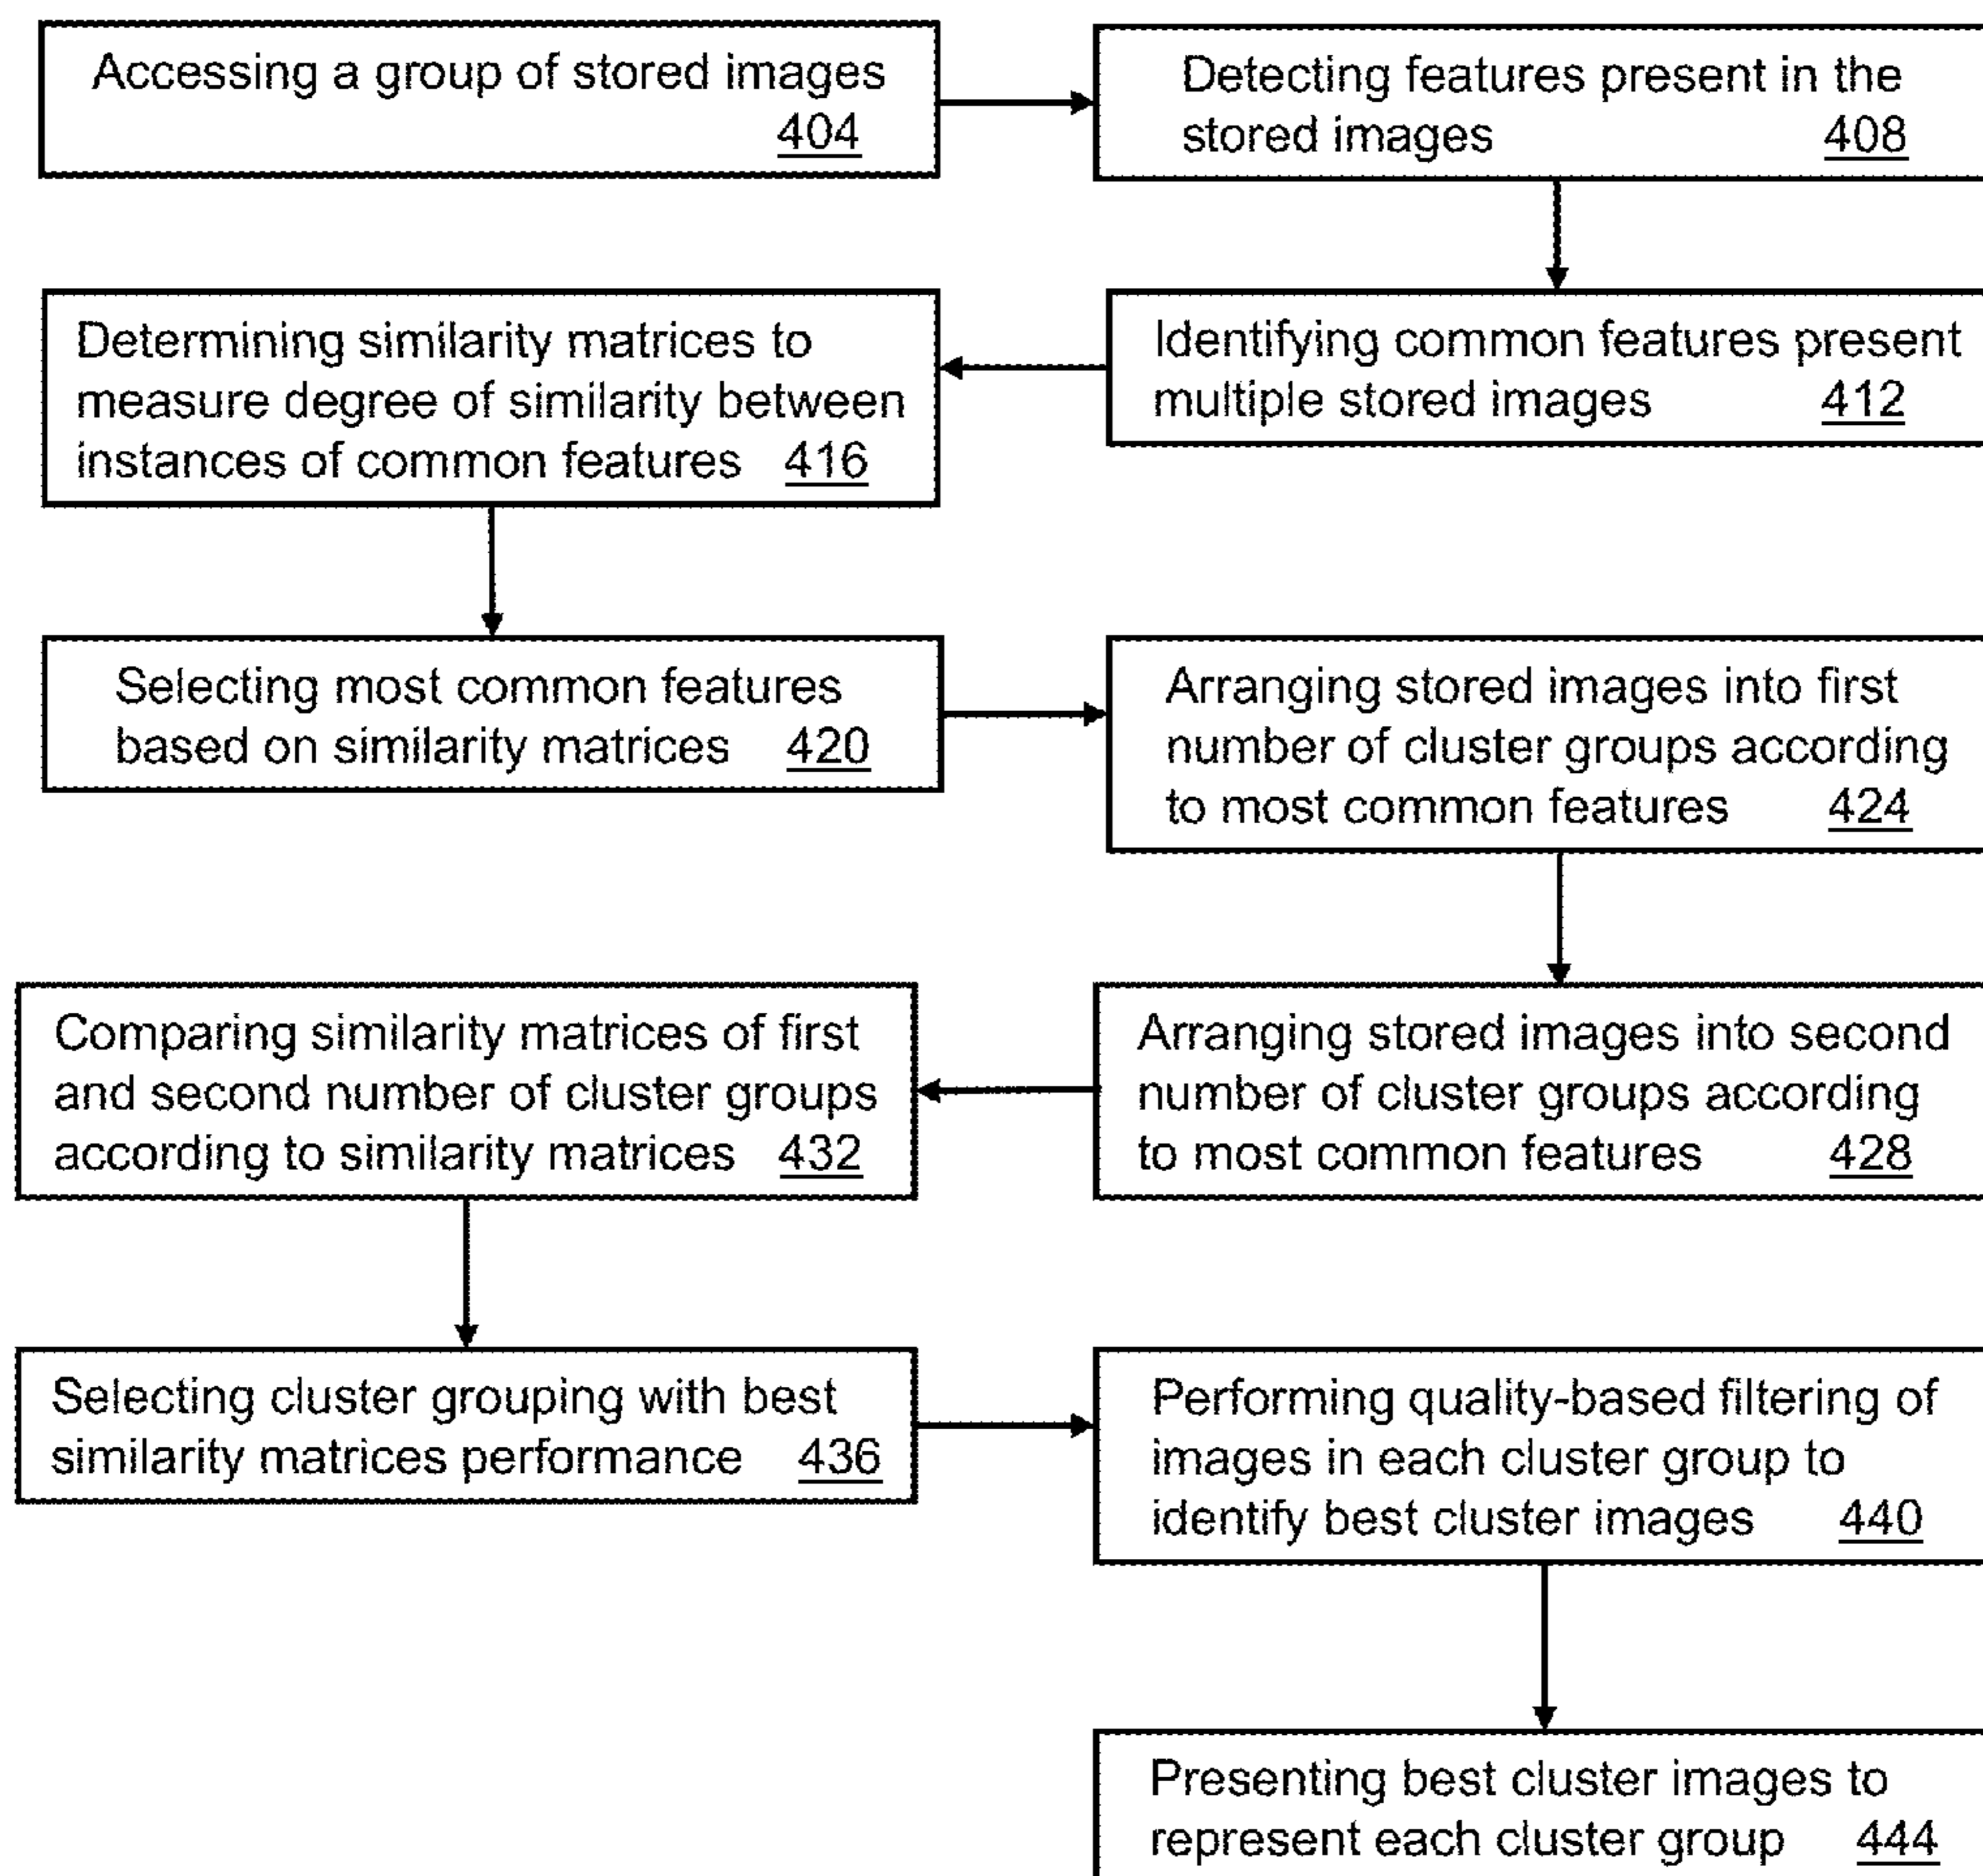 Accessing a group of stored images
404
Detecting features present in the
stored images 408
Identifying common features present
multiple stored images 412
Determining similarity matrices to
measure degree of similarity between
instances of common features 416
Selecting most common features
based on similarity matrices 420
Arranging stored images into first
number of cluster groups according
to most common features 424
Arranging stored images into second
number of cluster groups according
to most common features 428
Comparing similarity matrices of first
and second number of cluster groups
according to similarity matrices 432
Selecting cluster grouping with best
similarity matrices performance 436
Performing quality-based filtering of
images in each cluster group to
identify best cluster images 440
Presenting best cluster images to
represent each cluster group 444